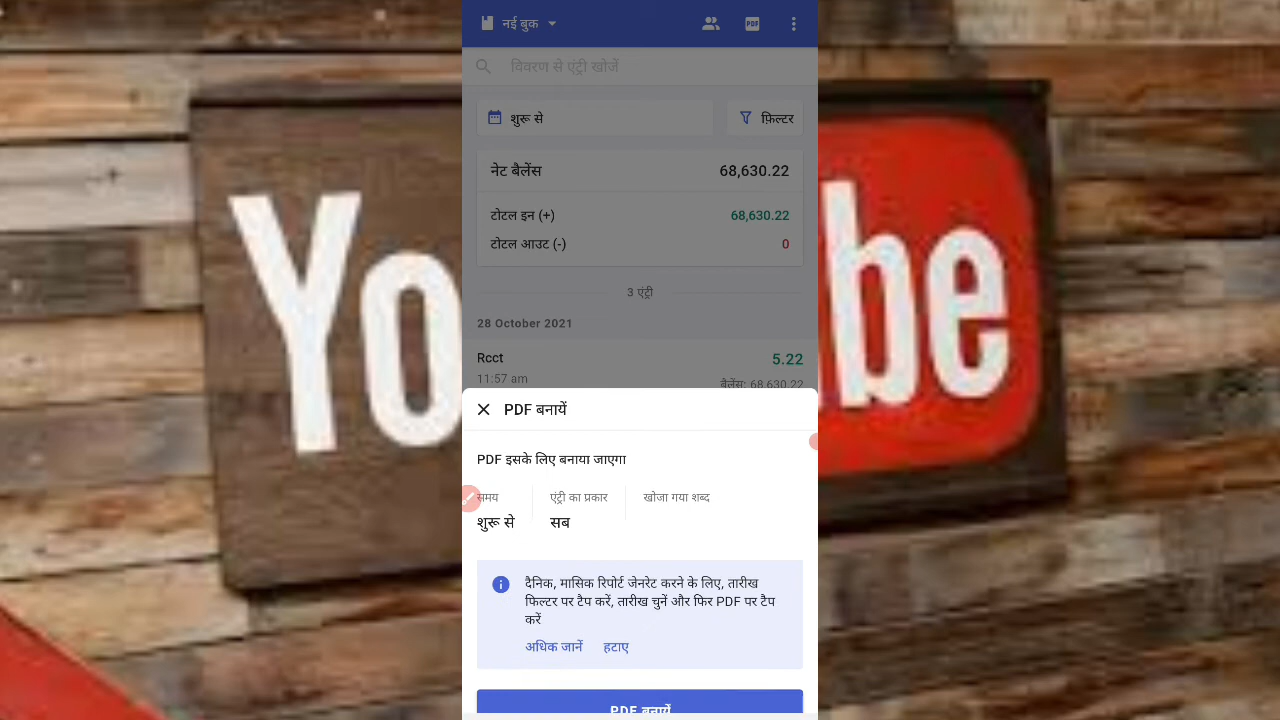 नई बुक
विवरण से एंट्री खोजें
शुरू से
फ़िल्टर
नेट बैलेंस 68,630.22
टोटल इन (+) 68,630.22
टोटल आउट (-) 0
3 एंट्री
28 October 2021
Rcct 5.22
11:57 am बैलेंस: 68,630.22
PDF बनायें
PDF इसके लिए बनाया जाएगा
समय एंट्री का प्रकार खोजा गया शब्द
शुरू से सब
दैनिक, मासिक रिपोर्ट जेनरेट करने के लिए, तारीख
फिल्टर पर टैप करें, तारीख चुनें और फिर PDF पर टैप
करें
अधिक जानें हटाए
PDF बनायें
Yo
be
PDF